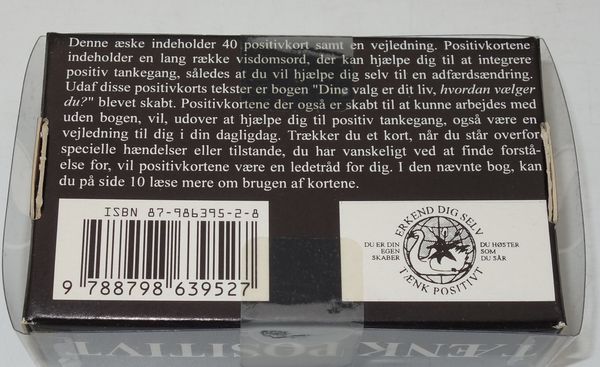 Denne æske indeholder 40 positivkort samt en vejledning. Positivkortene
indeholder en lang række visdomsord, der kan hjælpe dig til at integrere
positiv tankegang, således at du vil hjælpe dig selv til en adfærdsændring.
Udaf disse positivkorts tekster er bogen "Dine valg er dit liv, hvordan vælger
du?" blevet skabt. Positivkortene der også er skabt til at kunne arbejdes med
uden bogen, vil, udover at hjælpe dig til positiv tankegang, også være en
vejledning til dig i din dagligdag. Trækker du et kort, når du står overfor
specielle hændelser eller tilstande, du har vanskeligt ved at finde forstå-
else for, vil positivkortene være en ledetråd for dig. I den nævnte bog, kan
du på side 10 læse mere om brugen af kortene.
ISBN 87-986395-2-8
9 788798 639527
ERKEND DIG SELV
DU ER DIN
EGEN
SKABER
DU HØSTER
SOM
DU SÅR
TÆNK POSITIVT
TÆNK POSITIVT